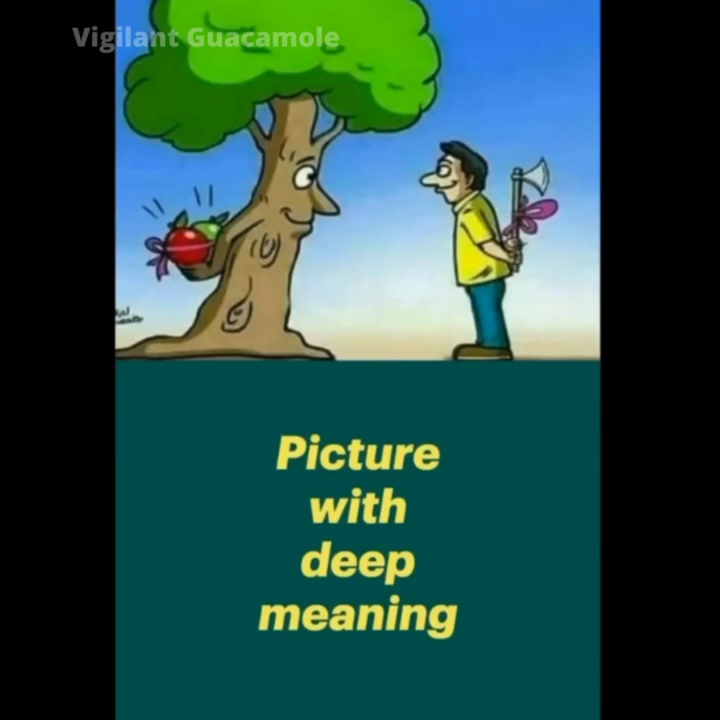 Vigilant Guacamole
Picture
with
deep
meaning